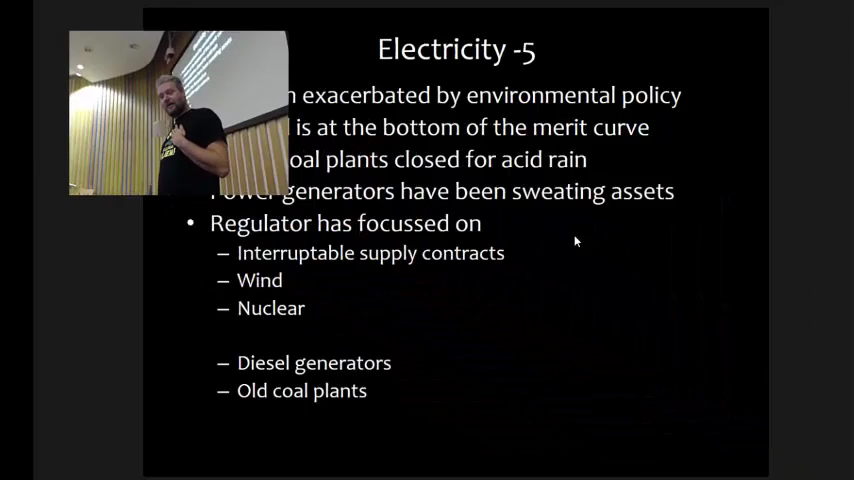 Electricity -5
exacerbated by environmental policy
is at the bottom of the merit curve
plants closed for acid rain
generators have been sweating assets
• Regulator has focussed on
– Interruptable supply contracts
– Wind
– Nuclear
– Diesel generators
– Old coal plants